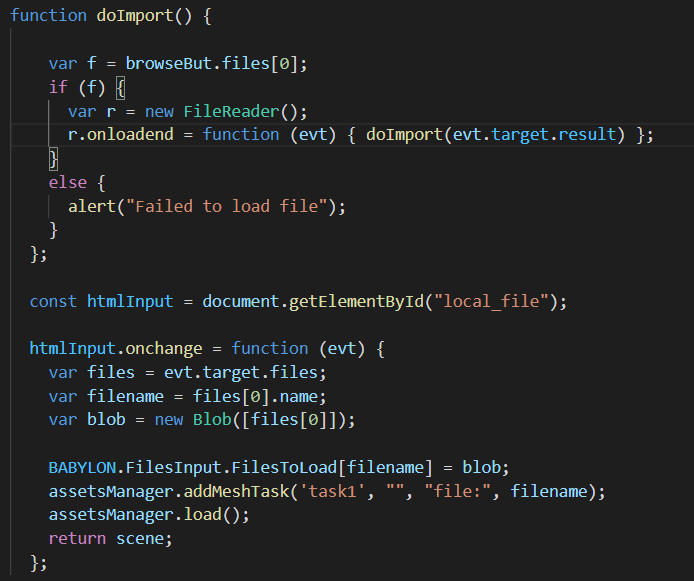 function doImport() {
var f = browseBut.files[0];
if (f) {
var r = new FileReader();
r.onloadend = function (evt) { doImport(evt.target.result) };
}
else {
alert("Failed to load file");
}
};
const htmlInput = document.getElementById("local_file");
htmlInput.onchange = function (evt) {
var files = evt.target.files;
var filename = files[0].name;
var blob = new Blob([files[0]]);
BABYLON.FilesInput.FilesToLoad[filename] = blob;
assetsManager.addMeshTask('task1', "", "file:", filename);
assetsManager.load();
return scene;
};